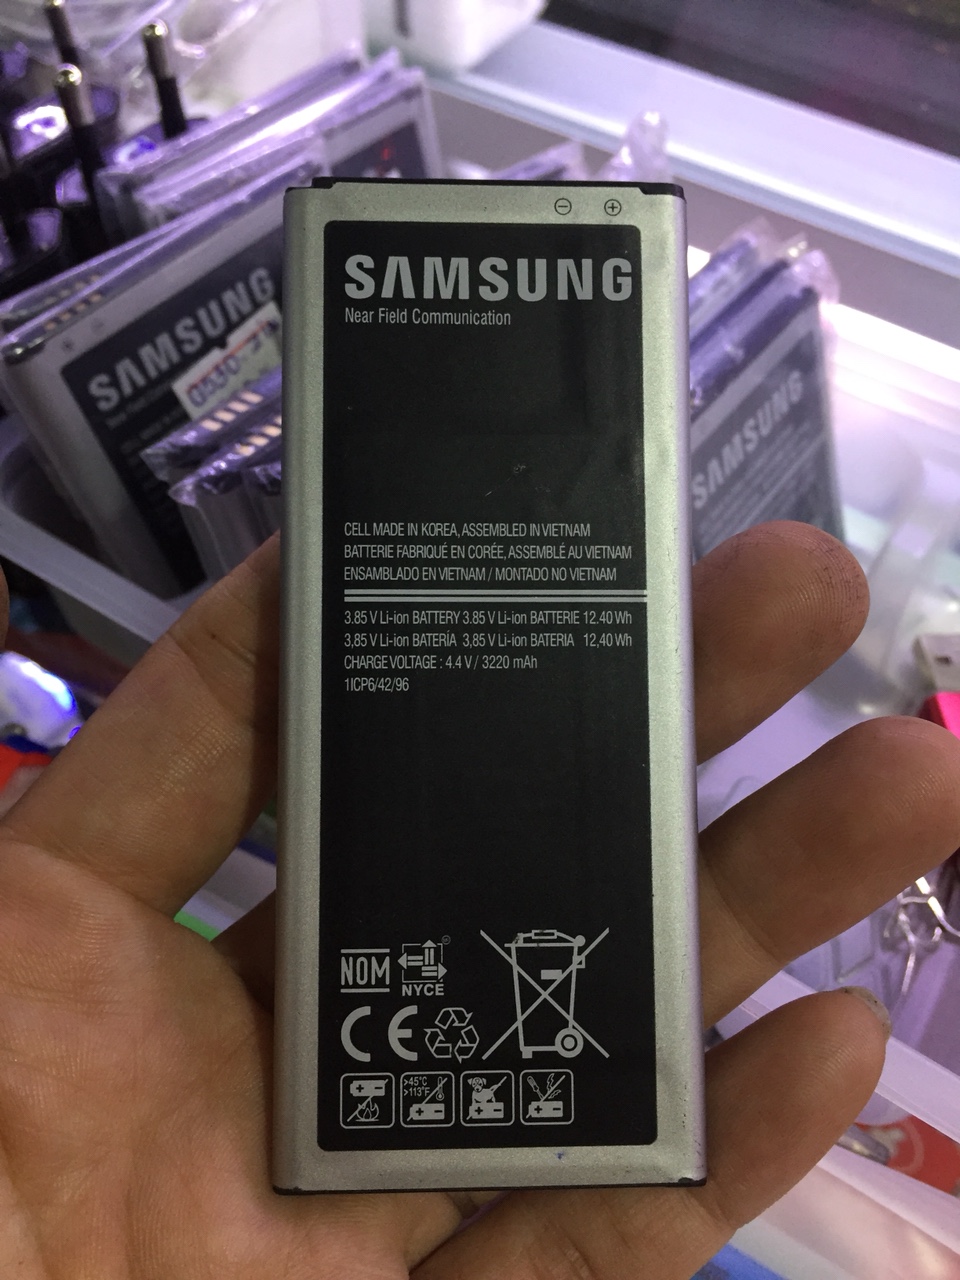 SAMSUNG
Near Field Communication
CELL MADE IN KOREA, ASSEMBLED IN VIETNAM
BATTERIE FABRIQUÉ EN CORÉE, ASSEMBLÉ AU VIETNAM
ENSAMBLADO EN VIETNAM / MONTADO NO VIETNAM
3.85 V Li-ion BATTERY 3.85 V Li-ion BATTERIE 12.40 Wh
3,85 V Li-ion BATERÍA 3,85 V Li-ion BATERIA 12,40 Wh
CHARGE VOLTAGE : 4.4 V / 3220 mAh
1ICP6/42/96
NOM
NYCE
CE
>45°C
>113°F
SAMSUNG
Near Field
G530
SAMSUNG